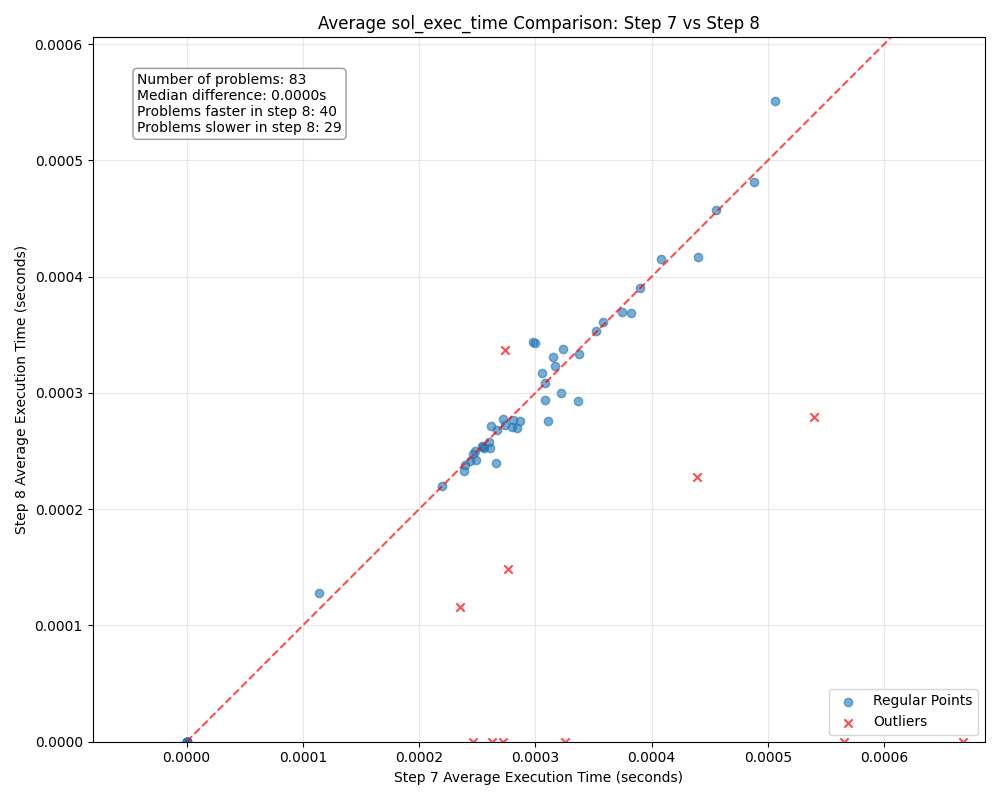 Average sol_exec_time Comparison: Step 7 vs Step 8
Number of problems: 83
Median difference: 0.0000s
Problems faster in step 8: 40
Problems slower in step 8: 29
Step 8 Average Execution Time (seconds)
0.0006
0.0005
0.0004
0.0003
0.0002
0.0001
0.0000
Regular Points
Outliers
0.0000 0.0001 0.0002 0.0003 0.0004 0.0005 0.0006
Step 7 Average Execution Time (seconds)